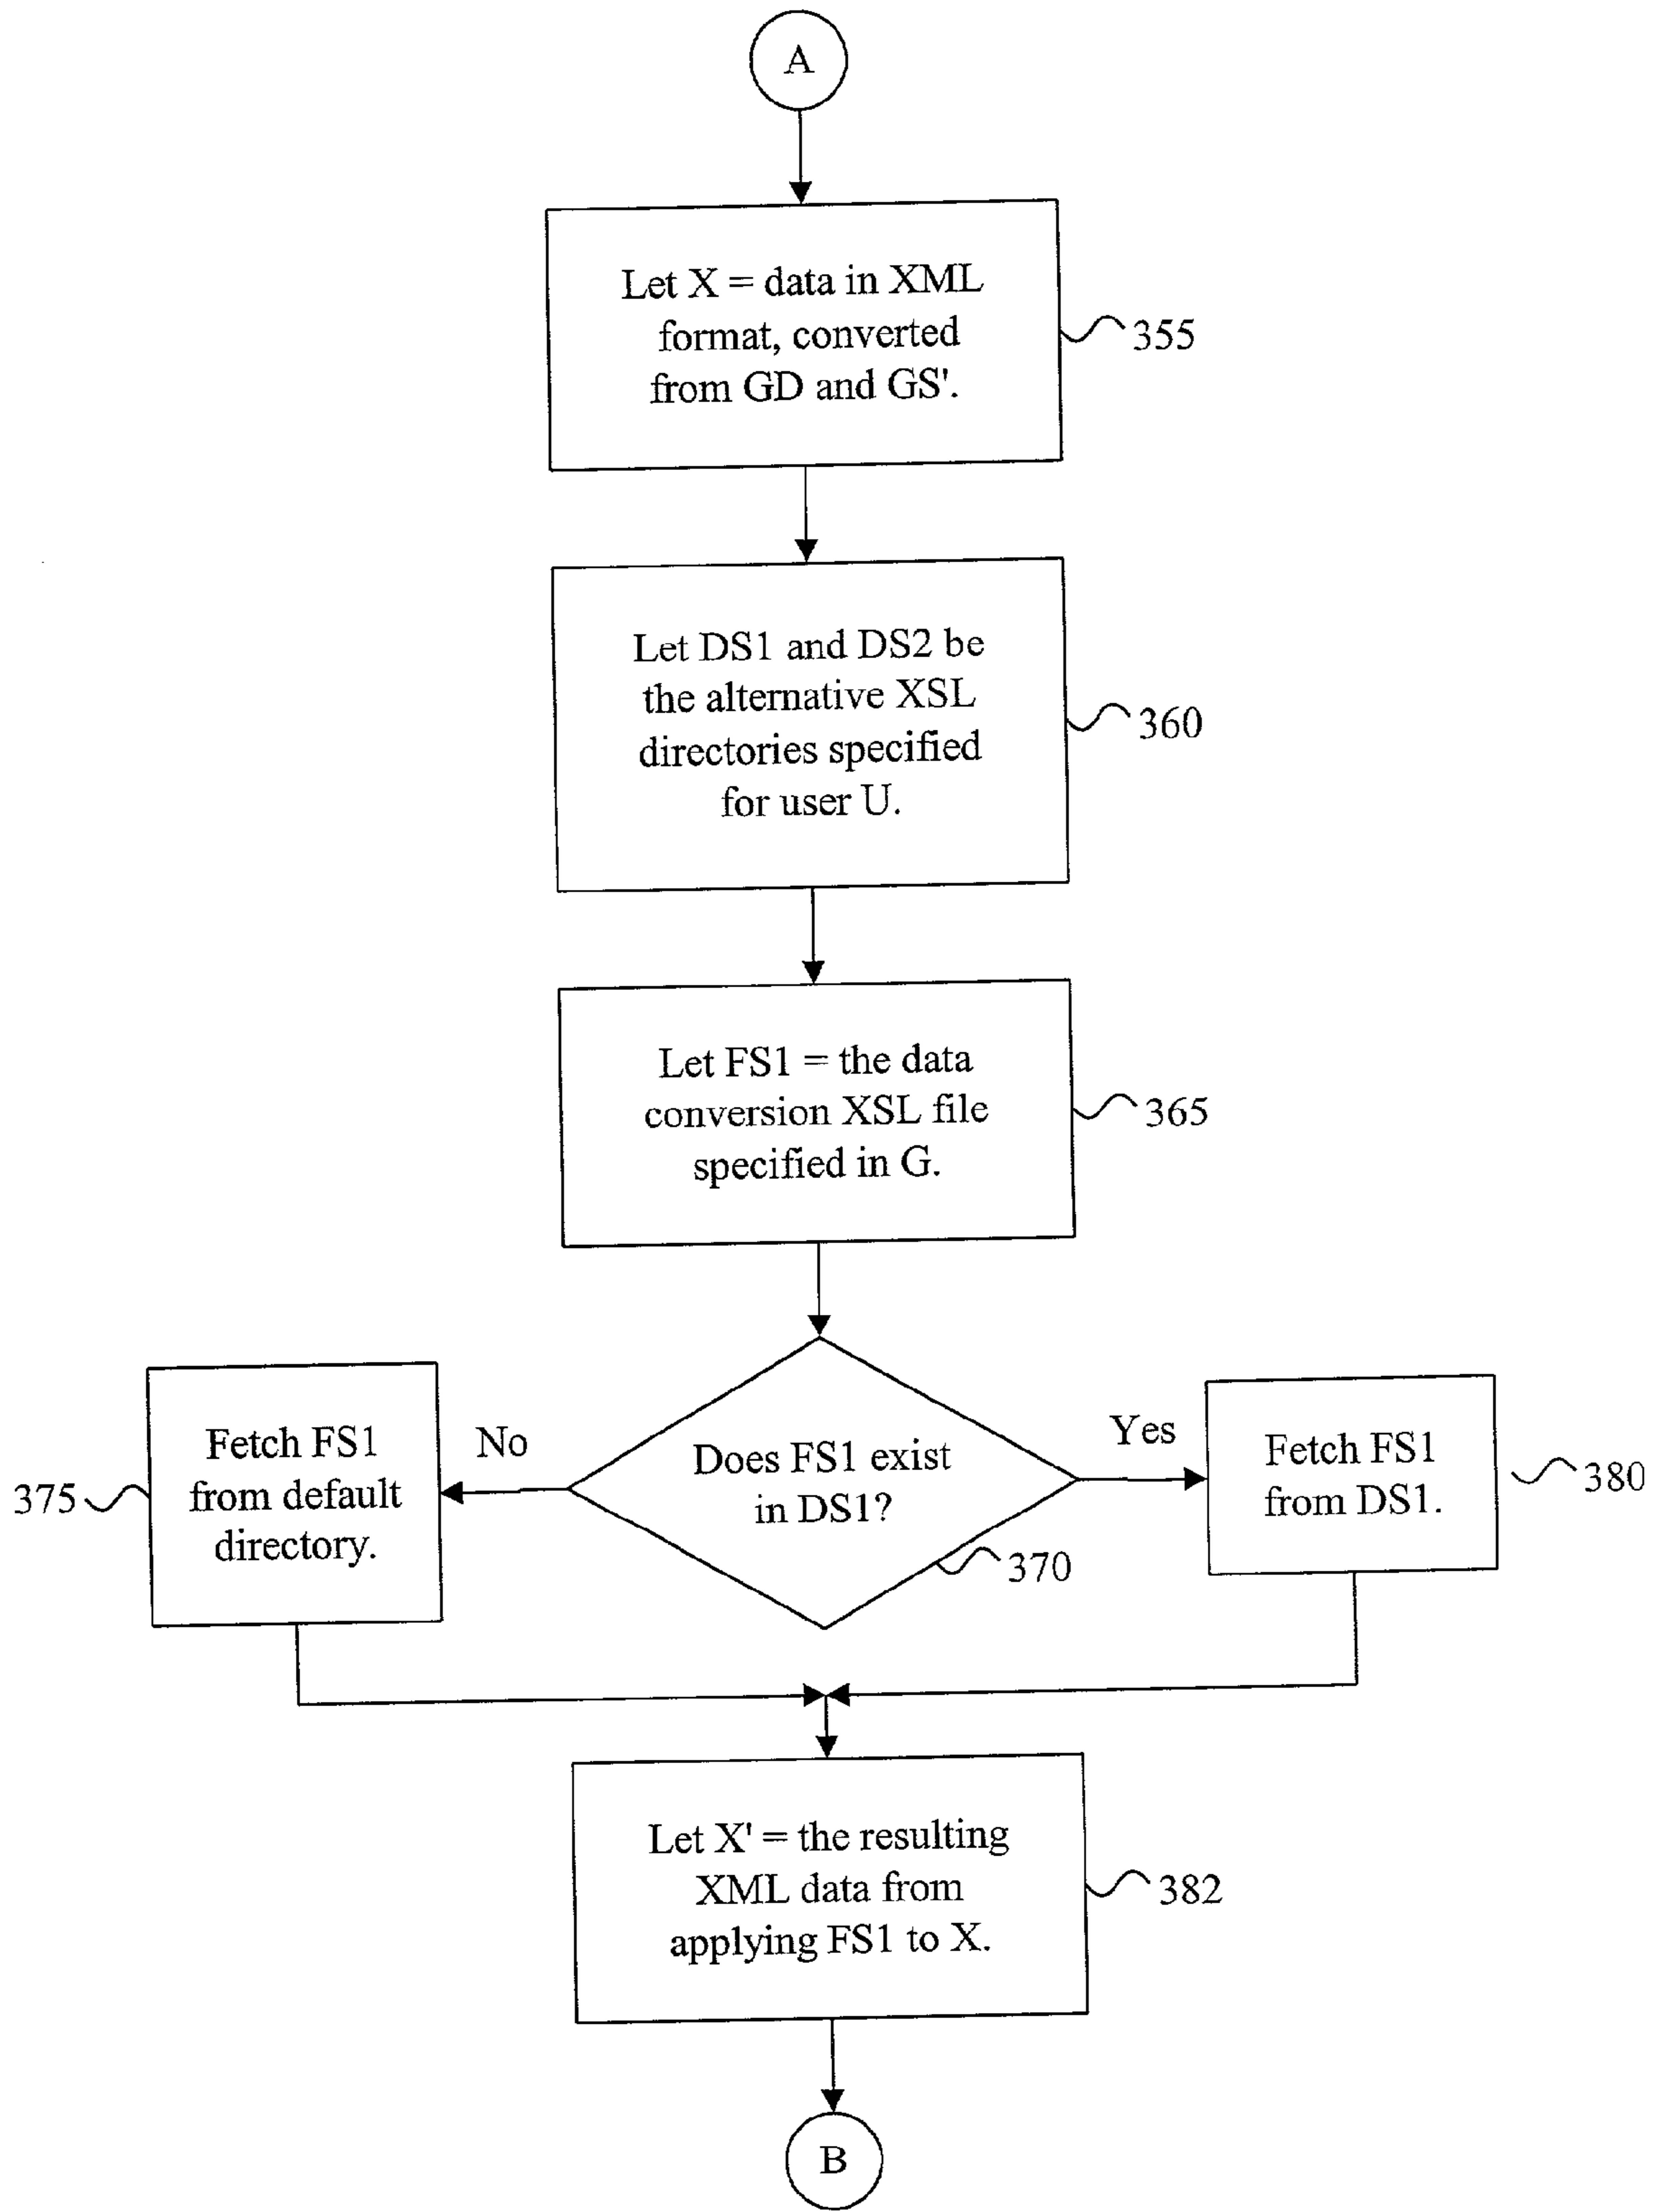 A
Let X = data in XML
format, converted
from GD and GS'.
355
Let DS1 and DS2 be
the alternative XSL
directories specified
for user U.
360
Let FS1 = the data
conversion XSL file
specified in G.
365
Does FS1 exist
in DS1?
370
No
Fetch FS1
from default
directory.
375
Yes
Fetch FS1
from DS1.
380
Let X' = the resulting
XML data from
applying FS1 to X.
382
B